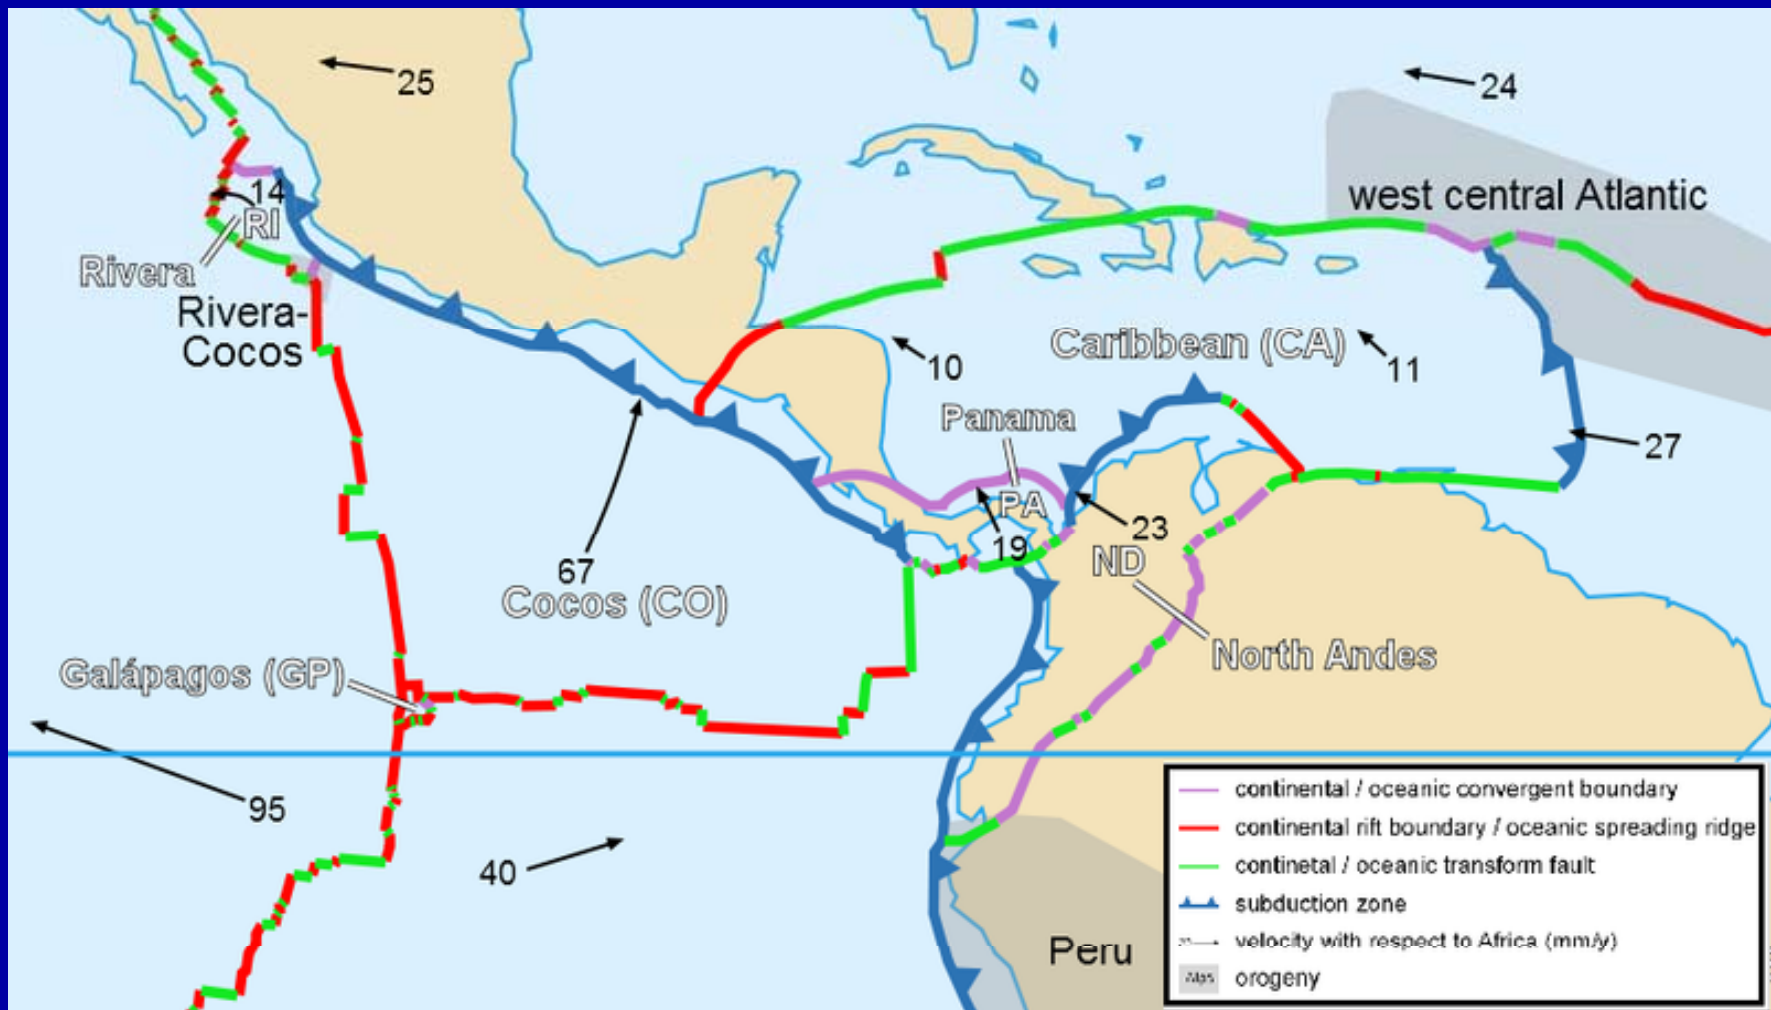 25
24
west central Atlantic
14
RI
Rivera
Rivera-
Cocos
Caribbean (CA)
10
11
Panama
PA
27
23
19
ND
67
Cocos (CO)
North Andes
Galápagos (GP)
95
40
Peru
continental / oceanic convergent boundary
continental rift boundary / oceanic spreading ridge
continetal / oceanic transform fault
subduction zone
velocity with respect to Africa (mm/y)
orogeny